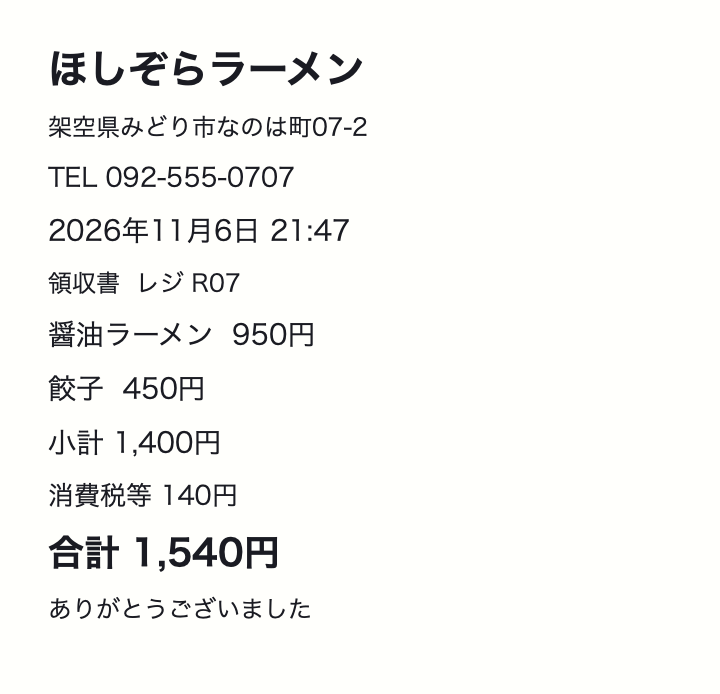 ほしぞらラーメン
架空県みどり市なのは町07-2
TEL 092-555-0707
2026年11月6日 21:47
領収書 レジ R07
醤油ラーメン 950円
餃子 450円
小計 1,400円
消費税等 140円
合計 1,540円
ありがとうございました